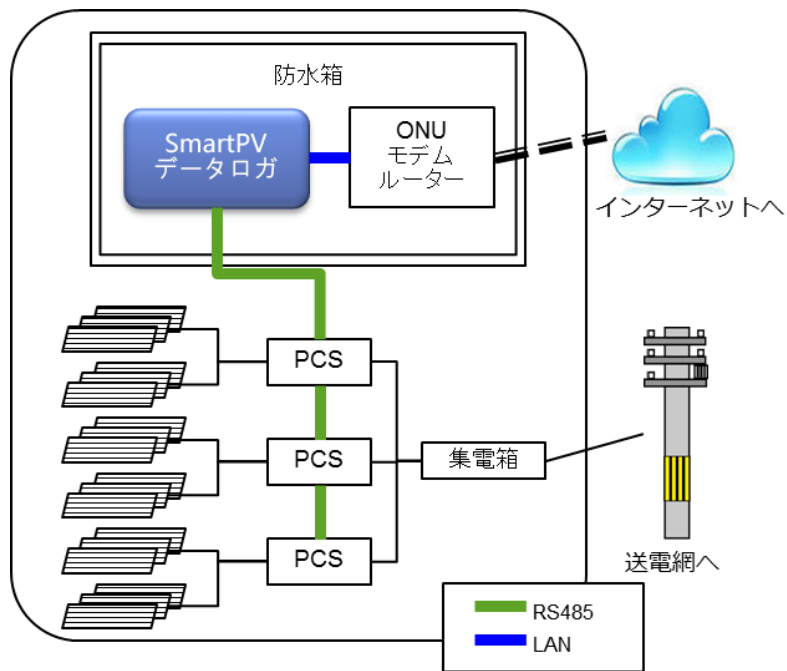 防水箱
SmartPV
データロガ
ONU
モデム
ルーター
インターネットへ
PCS
PCS
集電箱
PCS
送電網へ
RS485
LAN